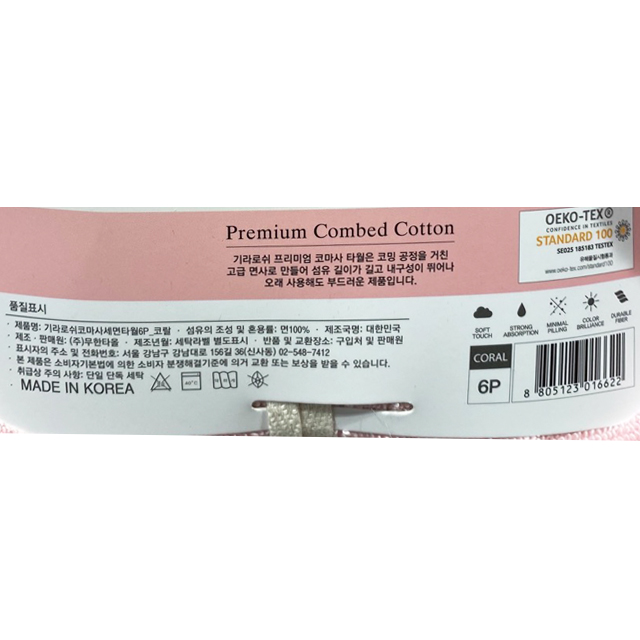 Premium Combed Cotton
기라로쉬 프리미엄 코마사 타월은 코밍 공정을 거친
고급 면사로 만들어 섬유 길이가 길고 내구성이 뛰어나
오래 사용해도 부드러운 제품입니다.
OEKO-TEX®
CONFIDENCE IN TEXTILES
STANDARD 100
SE025 185183 TESTEX
유해물질시험통과
www.oeko-tex.com/standard100
품질표시
· 제품명: 기라로쉬코마사세면타월6P_코랄 · 섬유의 조성 및 혼용률: 면100% · 제조국명: 대한민국
· 제조 · 판매원: (주)무한타올 · 제조년월: 세탁라벨 별도표시 · 반품 및 교환장소: 구입처 및 판매원
· 표시자의 주소 및 전화번호: 서울 강남구 강남대로 156길 36(신사동) 02-548-7412
· 본 제품은 소비자기본법에 의한 소비자 분쟁해결기준에 의거 교환 또는 보상을 받을 수 있습니다.
· 취급상 주의 사항: 단일 단독 세탁
MADE IN KOREA
40℃
SOFT TOUCH
STRONG ABSORPTION
MINIMAL PILLING
COLOR BRILLIANCE
DURABLE FIBER
CORAL
6P
8 805123 016622